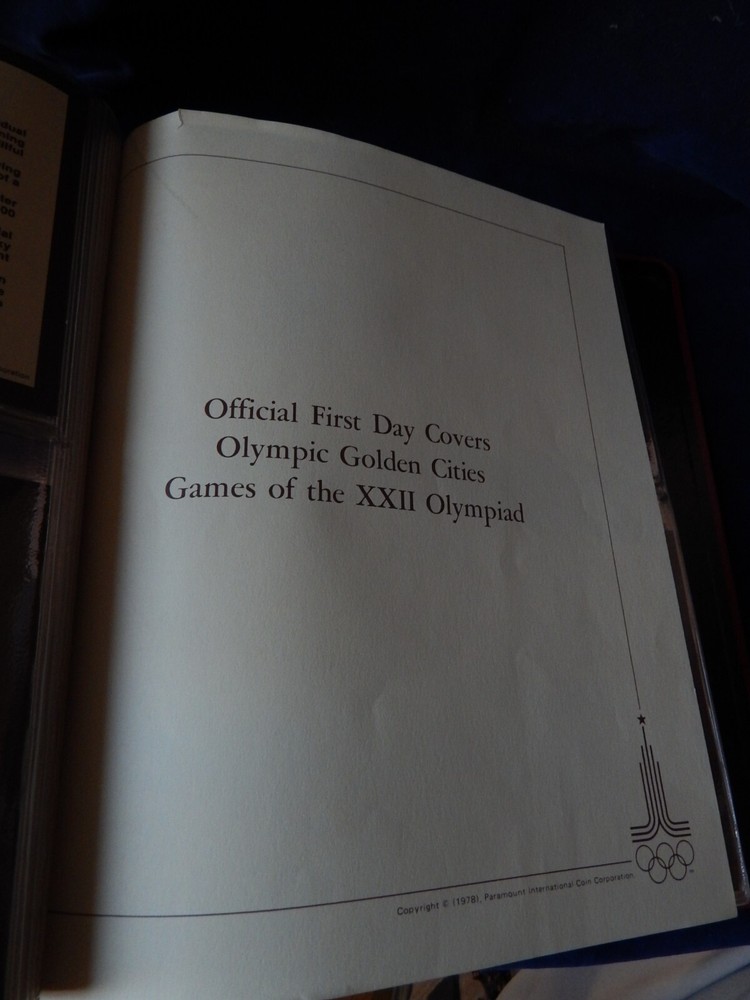 Official First Day Covers
Olympic Golden Cities
Games of the XXII Olympiad
Copyright © (1978), Paramount International Coin Corporation